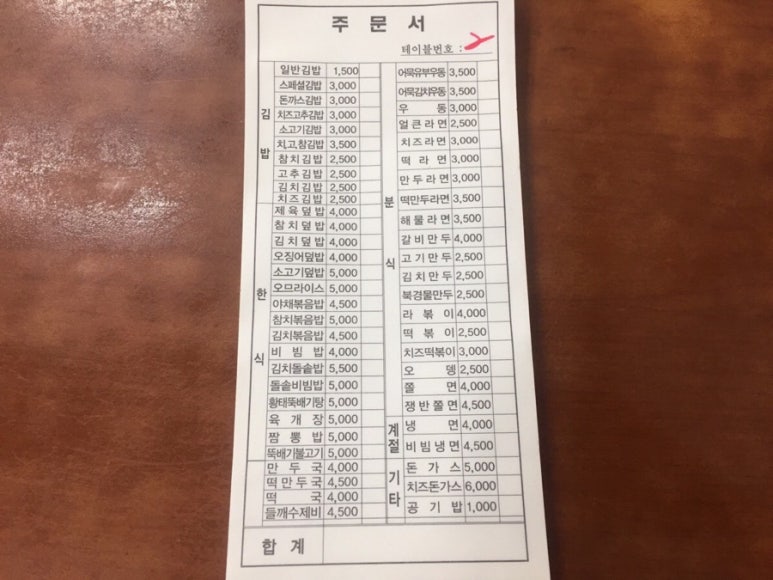 주문서
테이블번호 :
김밥
일반김밥 1,500
스페셜김밥 3,000
돈까스김밥 3,000
치즈고추김밥 3,000
소고기김밥 3,000
치,고,참김밥 3,500
참치김밥 2,500
고추김밥 2,500
김치김밥 2,500
치즈김밥 2,500
한식
제육덮밥 4,000
참치덮밥 4,000
김치덮밥 4,000
오징어덮밥 4,000
소고기덮밥 5,000
오므라이스 5,000
야채볶음밥 4,500
참치볶음밥 5,000
김치볶음밥 4,500
비빔밥 4,000
김치돌솥밥 5,500
돌솥비빔밥 5,000
황태뚝배기탕 5,000
육개장 5,000
짬뽕밥 5,000
뚝배기불고기 5,000
만두국 4,000
떡만두국 4,500
떡국 4,000
들깨수제비 4,500
분식
어묵유부우동 3,500
어묵김치우동 3,500
우동 3,000
얼큰라면 2,500
치즈라면 3,000
떡라면 3,000
만두라면 3,000
떡만두라면 3,500
해물라면 3,500
갈비만두 4,000
고기만두 2,500
김치만두 2,500
북경물만두 2,500
라볶이 4,000
떡볶이 2,500
치즈떡볶이 3,000
오뎅 2,500
쫄면 4,000
쟁반쫄면 4,500
계절
냉면 4,000
비빔냉면 4,500
기타
돈가스 5,000
치즈돈가스 6,000
공기밥 1,000
합계